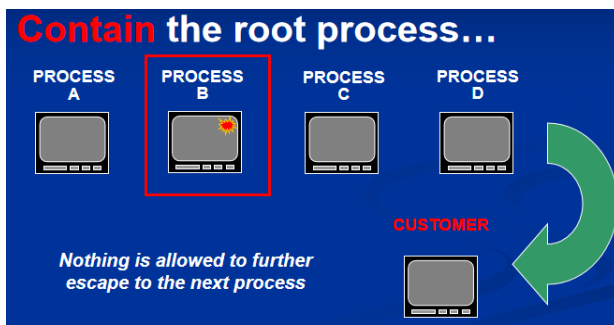 Contain the root process…
PROCESS A
PROCESS B
PROCESS C
PROCESS D
CUSTOMER
Nothing is allowed to further
escape to the next process